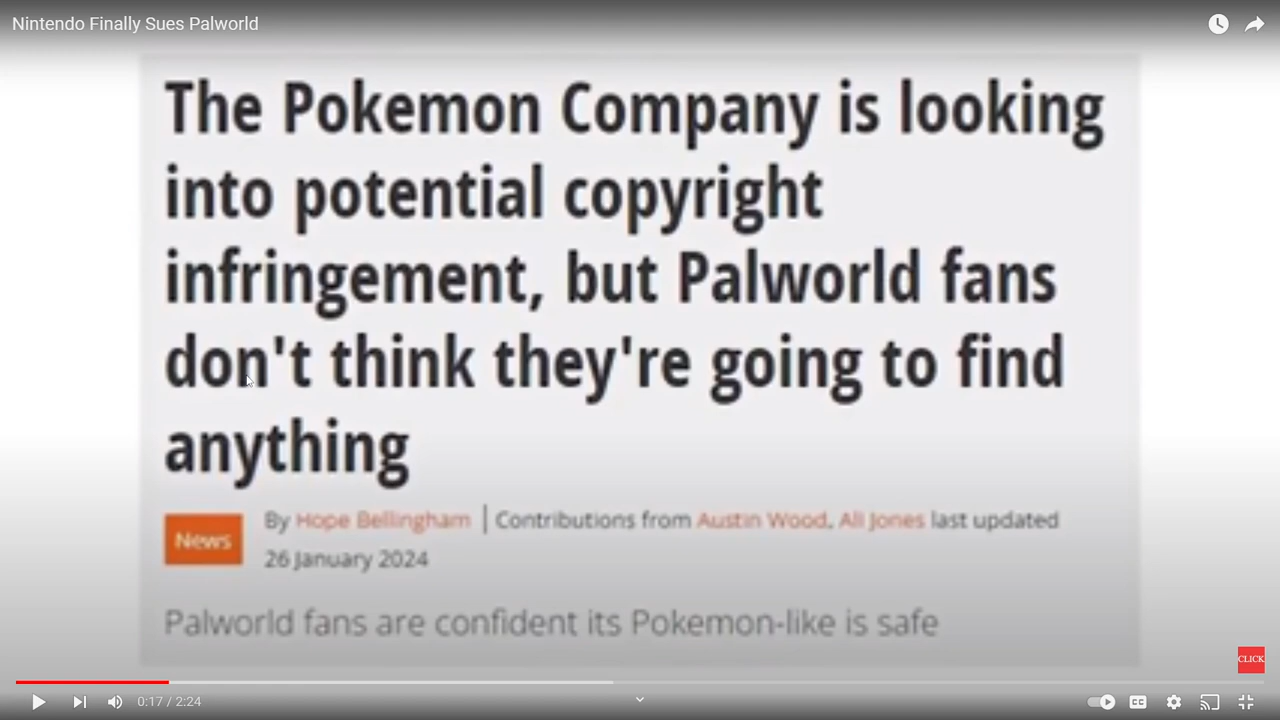 Nintendo Finally Sues Palworld
The Pokemon Company is looking
into potential copyright
infringement, but Palworld fans
don't think they're going to find
anything
News
By Hope Bellingham | Contributions from Austin Wood, Ali Jones last updated
26 January 2024
Palworld fans are confident its Pokemon-like is safe
CLICK
0:17 / 2:24
CC